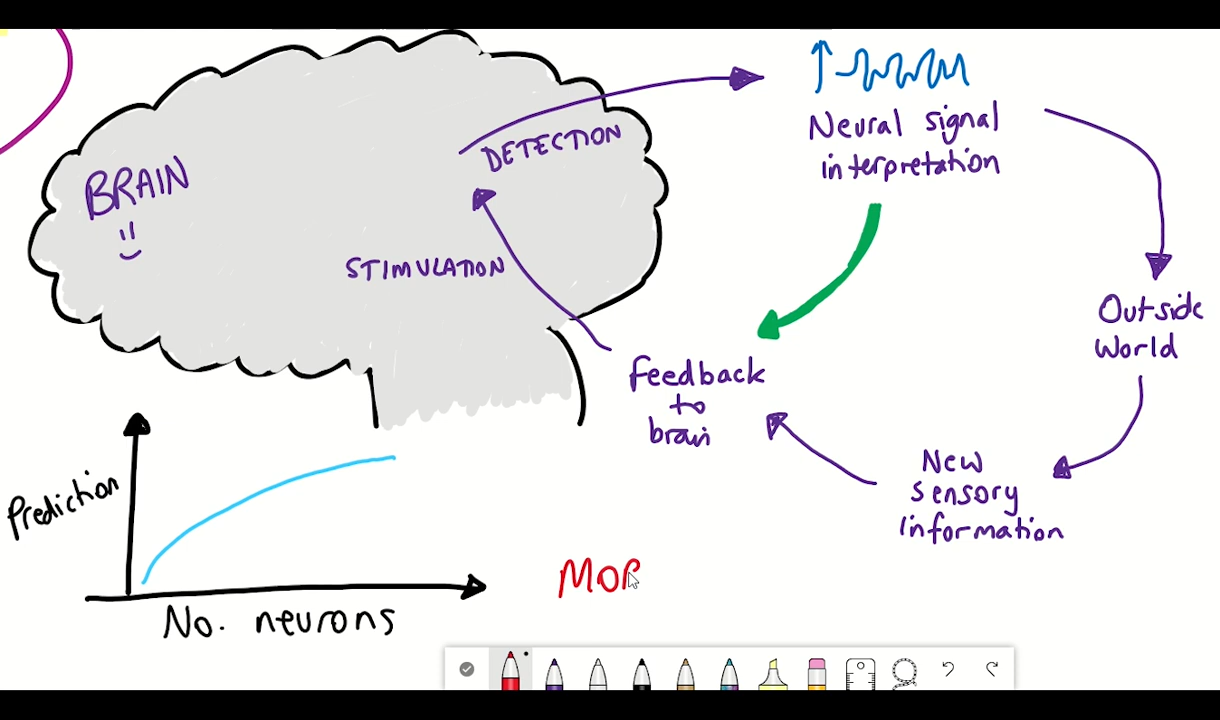 BRAIN
DETECTION
STIMULATION
Neural signal
interpretation
Outside
World
New
Sensory
information
Feedback
to
brain
Prediction
No. neurons
MOR